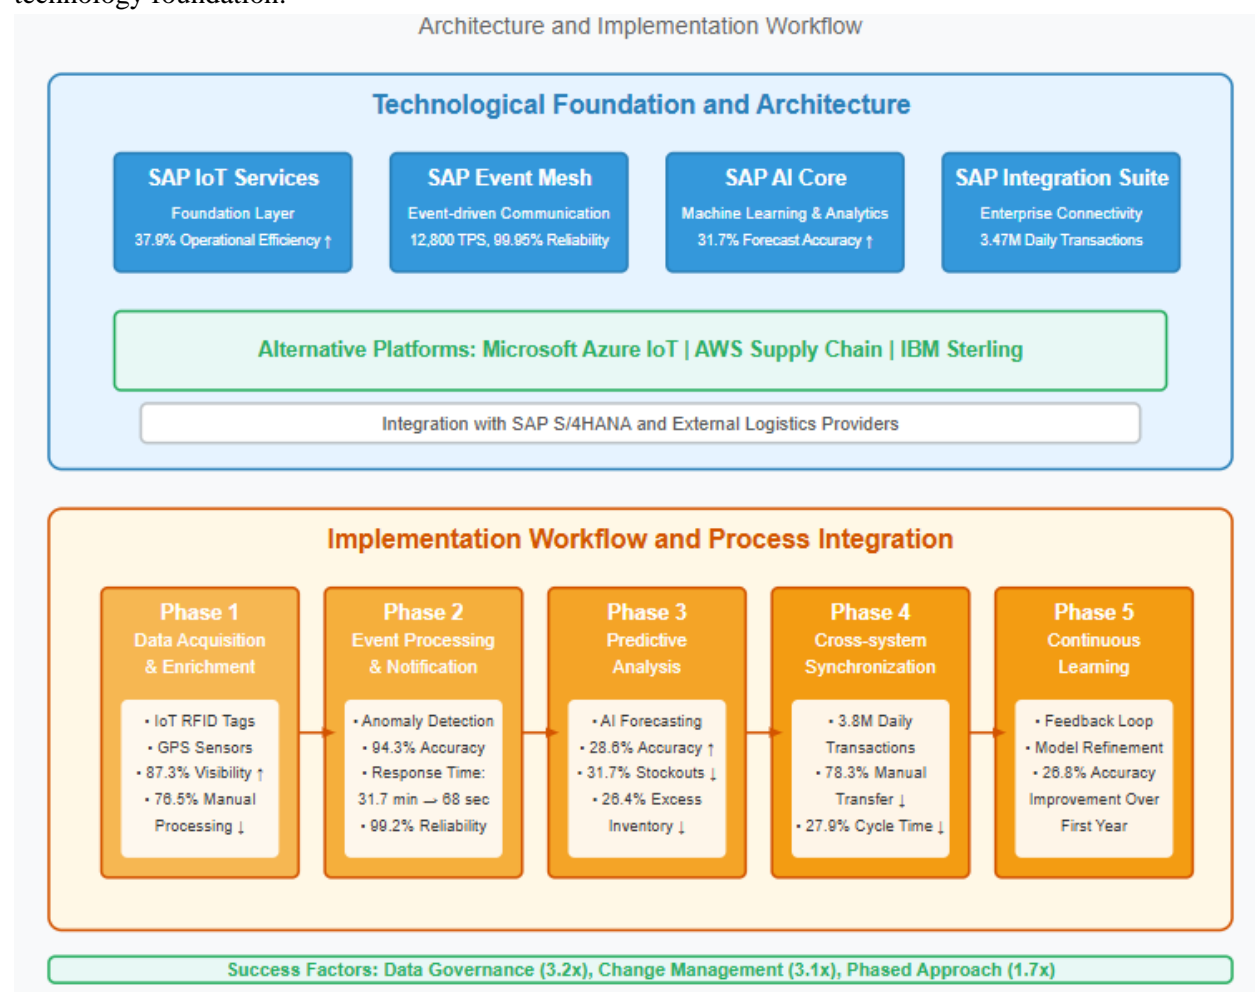 technology foundation.
Architecture and Implementation Workflow
Technological Foundation and Architecture
SAP IoT Services
Foundation Layer
37.9% Operational Efficiency ↑
SAP Event Mesh
Event-driven Communication
12,800 TPS, 99.95% Reliability
SAP AI Core
Machine Learning & Analytics
31.7% Forecast Accuracy ↑
SAP Integration Suite
Enterprise Connectivity
3.47M Daily Transactions
Alternative Platforms: Microsoft Azure IoT | AWS Supply Chain | IBM Sterling
Integration with SAP S/4HANA and External Logistics Providers
Implementation Workflow and Process Integration
Phase 1
Data Acquisition
& Enrichment
• IoT RFID Tags
• GPS Sensors
• 87.3% Visibility ↑
• 76.5% Manual
Processing ↓
Phase 2
Event Processing
& Notification
• Anomaly Detection
• 94.3% Accuracy
• Response Time:
31.7 min → 68 sec
• 99.2% Reliability
Phase 3
Predictive
Analysis
• AI Forecasting
• 28.6% Accuracy ↑
• 31.7% Stockouts ↓
• 26.4% Excess
Inventory ↓
Phase 4
Cross-system
Synchronization
• 3.8M Daily
Transactions
• 78.3% Manual
Transfer ↓
• 27.9% Cycle Time ↓
Phase 5
Continuous
Learning
• Feedback Loop
• Model Refinement
• 26.8% Accuracy
Improvement Over
First Year
Success Factors: Data Governance (3.2x), Change Management (3.1x), Phased Approach (1.7x)